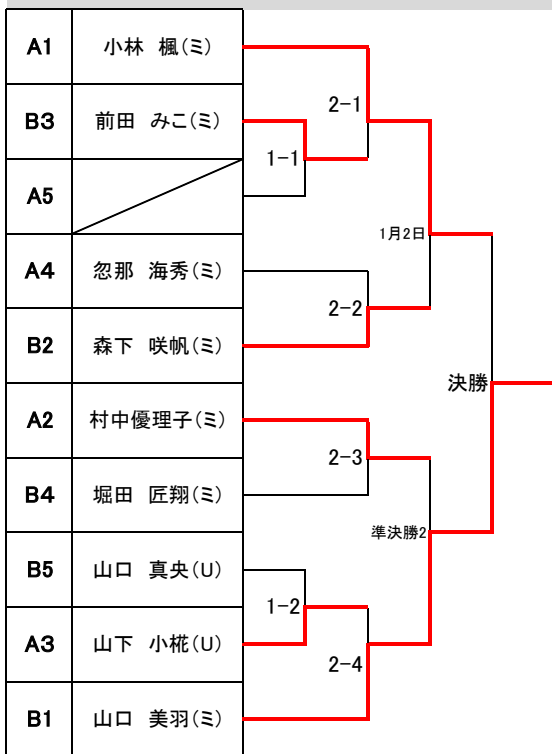 A1 小林 楓(ミ)
2-1
B3 前田 みこ(ミ)
1-1
A5
1月2日
A4 忽那 海秀(ミ)
2-2
B2 森下 咲帆(ミ)
決勝
A2 村中優理子(ミ)
2-3
B4 堀田 匠翔(ミ)
準決勝2
B5 山口 真央(U)
1-2
A3 山下 小椛(U)
2-4
B1 山口 美羽(ミ)